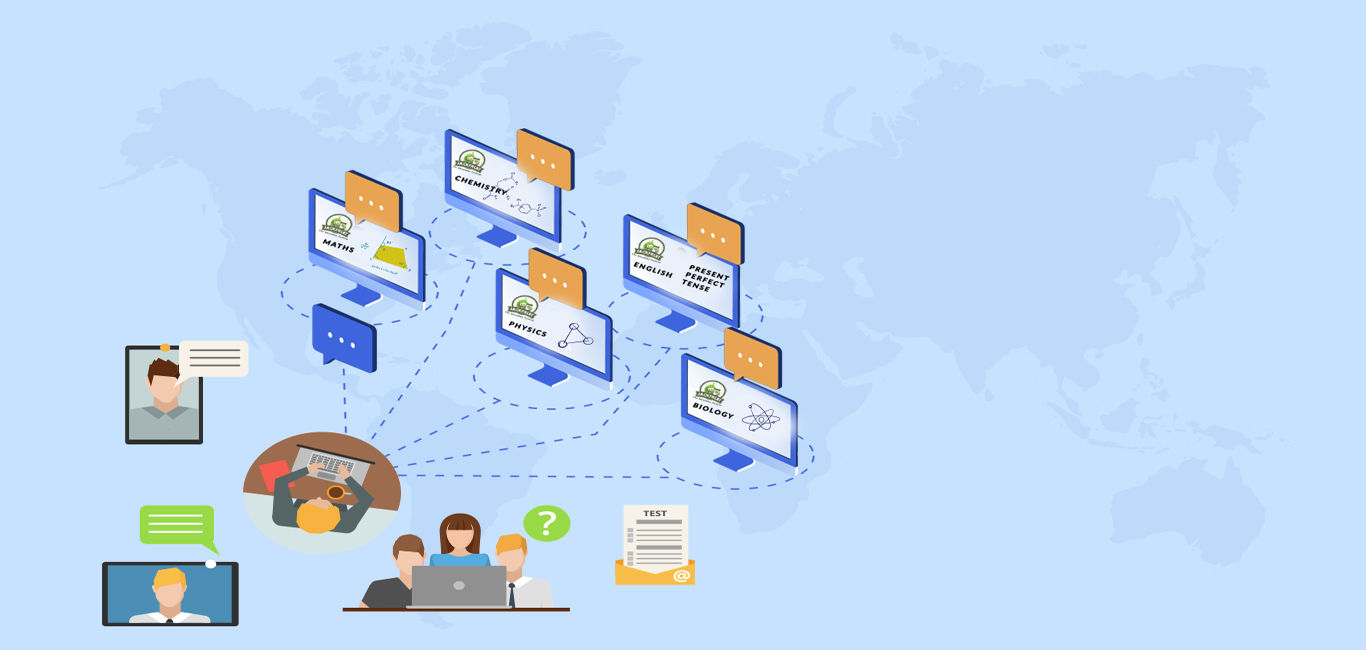 CHEMISTRY
MATHS
ENGLISH
PRESENT
PERFECT
TENSE
PHYSICS
BIOLOGY
?
TEST
@